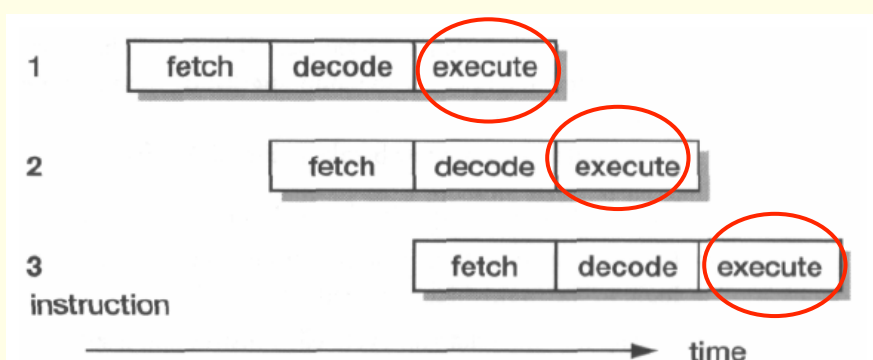 1 fetch decode execute
2 fetch decode execute
3 fetch decode execute
instruction
time